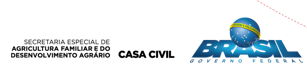 SECRETARIA ESPECIAL DE
AGRICULTURA FAMILIAR E DO
DESENVOLVIMENTO AGRÁRIO
CASA CIVIL
BRASIL
GOVERNO FEDERAL